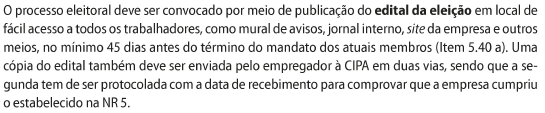 O processo eleitoral deve ser convocado por meio de publicação do edital da eleição em local de
fácil acesso a todos os trabalhadores, como mural de avisos, jornal interno, site da empresa e outros
meios, no mínimo 45 dias antes do término do mandato dos atuais membros (Item 5.40 a). Uma
cópia do edital também deve ser enviada pelo empregador à CIPA em duas vias, sendo que a se-
gunda tem de ser protocolada com a data de recebimento para comprovar que a empresa cumpriu
o estabelecido na NR 5.